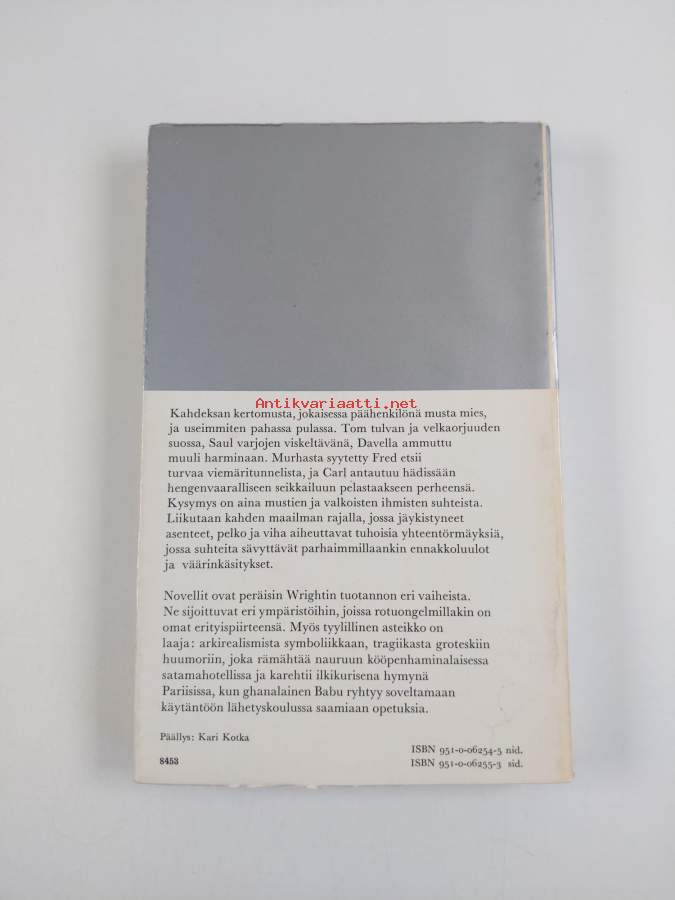 Antikvariaatti.net
Kahdeksan kertomusta, jokaisessa päähenkilönä musta mies,
ja useimmiten pahassa pulassa. Tom tulvan ja velkaorjuuden
suossa, Saul varjojen viskeltävänä, Davella ammuttu
muuli harminaan. Murhasta syytetty Fred etsii
turvaa viemäritunnelista, ja Carl antautuu hädissään
hengenvaaralliseen seikkailuun pelastaakseen perheensä.
Kysymys on aina mustien ja valkoisten ihmisten suhteista.
Liikutaan kahden maailman rajalla, jossa jäykistyneet
asenteet, pelko ja viha aiheuttavat tuhoisia yhteentörmäyksiä,
jossa suhteita sävyttävät parhaimmillaankin ennakkoluulot
ja väärinkäsitykset.
Novellit ovat peräisin Wrightin tuotannon eri vaiheista.
Ne sijoittuvat eri ympäristöihin, joissa rotuongelmillakin on
omat erityispiirteensä. Myös tyylillinen asteikko on
laaja: arkirealismista symboliikkaan, tragiikasta groteskiin
huumoriin, joka rämähtää nauruun kööpenhaminalaisessa
satamahotellissa ja karehtii ilkikurisena hymynä
Pariisissa, kun ghanalainen Babu ryhtyy soveltamaan
käytäntöön lähetyskoulussa saamiaan opetuksia.
Päällys: Kari Kotka
8453
ISBN 951-0-06254-5 nid.
ISBN 951-0-06255-3 sid.